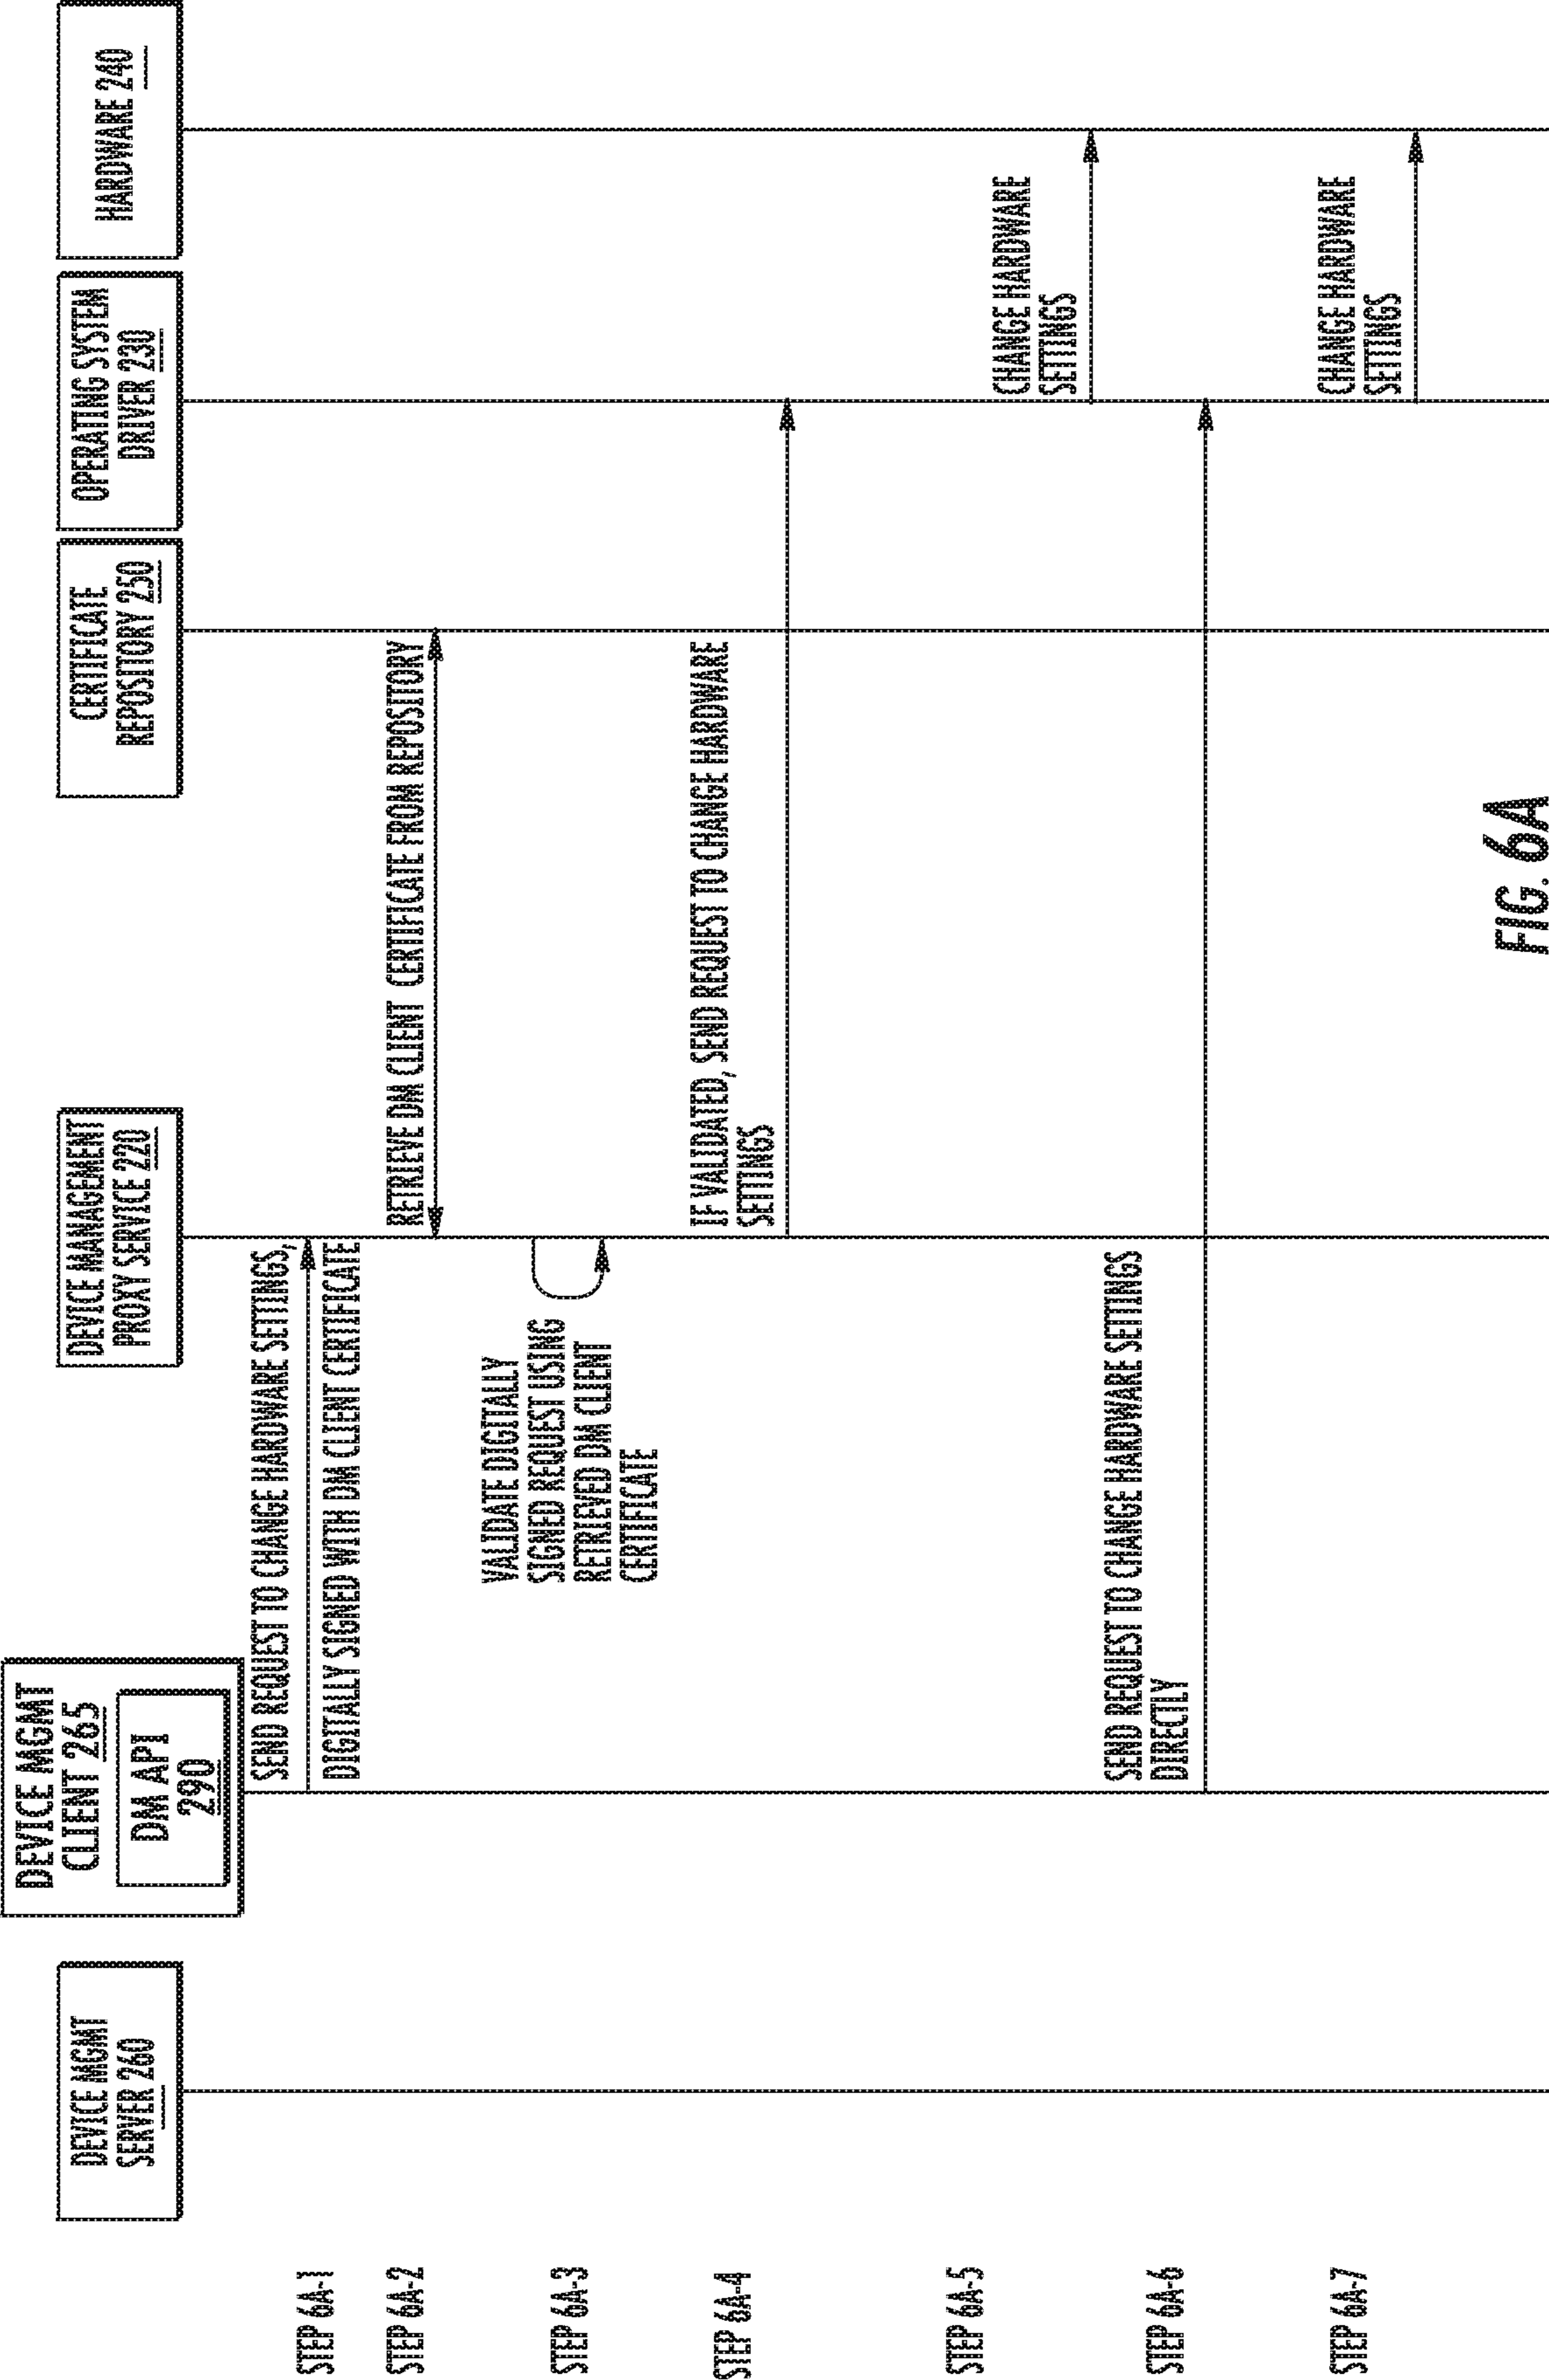 DEVICE MGMT
SERVER 260
DEVICE MGMT
CLIENT 265
DM API
290
DEVICE MANAGEMENT
PROXY SERVICE 220
CERTIFICATE
REPOSITORY 250
OPERATING SYSTEM
DRIVER 230
HARDWARE 240
STEP 6A-1
SEND REQUEST TO CHANGE HARDWARE SETTINGS,
DIGITALLY SIGNED WITH DM CLIENT CERTIFICATE
STEP 6A-2
RETRIEVE DM CLIENT CERTIFICATE FROM REPOSITORY
STEP 6A-3
VALIDATE DIGITALLY
SIGNED REQUEST USING
RETRIEVED DM CLIENT
CERTIFICATE
STEP 6A-4
IF VALIDATED, SEND REQUEST TO CHANGE HARDWARE
SETTINGS
STEP 6A-5
CHANGE HARDWARE
SETTINGS
STEP 6A-6
SEND REQUEST TO CHANGE HARDWARE SETTINGS
DIRECTLY
STEP 6A-7
CHANGE HARDWARE
SETTINGS
FIG. 6A